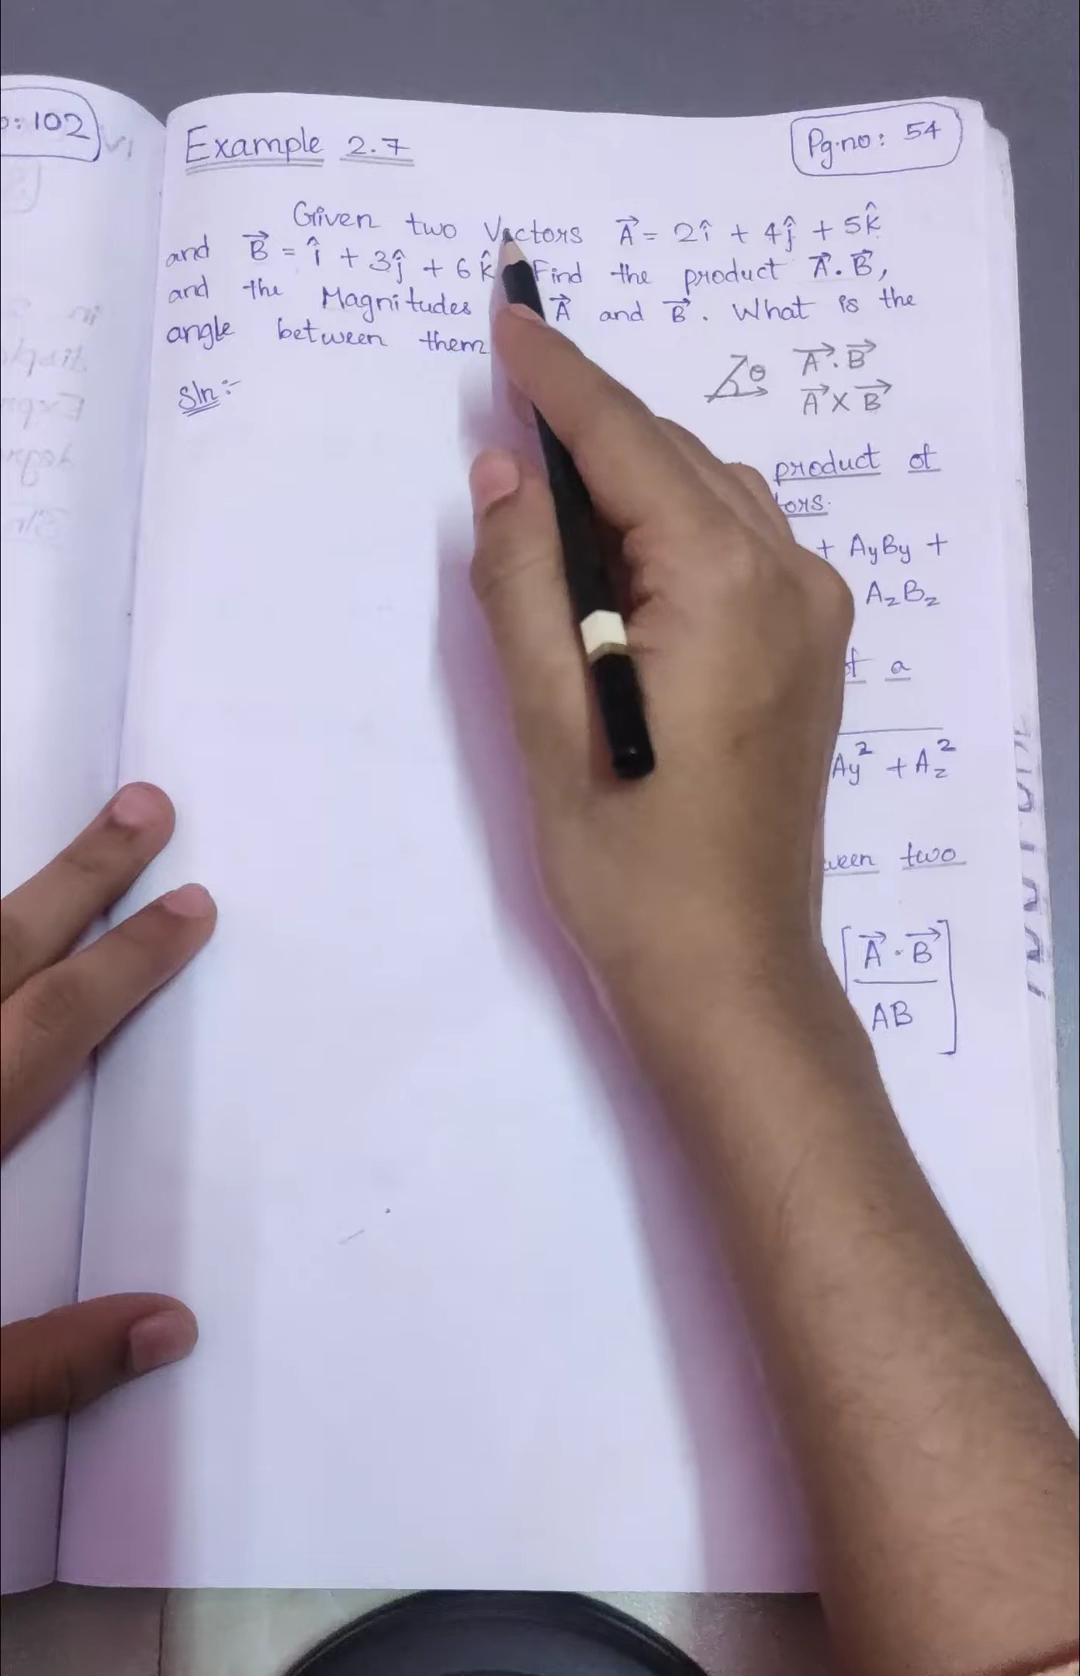 o: 102
Example 2.7
Pg.no: 54
Given two Vectors A⃗ = 2î + 4ĵ + 5k̂
and B⃗ = î + 3ĵ + 6k̂ Find the product A⃗.B⃗,
and the Magnitudes A⃗ and B⃗. What is the
angle between them
Sln:-
θ A⃗.B⃗
A⃗ X B⃗
product of
ors.
+ AyBy +
AzBz
f a
Ay² + Az²
ween two
[A⃗.B⃗ / AB]